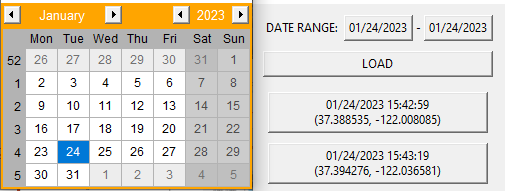 January 2023
Mon Tue Wed Thu Fri Sat Sun
52 26 27 28 29 30 31 1
1 2 3 4 5 6 7 8
2 9 10 11 12 13 14 15
3 16 17 18 19 20 21 22
4 23 24 25 26 27 28 29
5 30 31 1 2 3 4 5
DATE RANGE: 01/24/2023 - 01/24/2023
LOAD
01/24/2023 15:42:59
(37.388535, -122.008085)
01/24/2023 15:43:19
(37.394276, -122.036581)